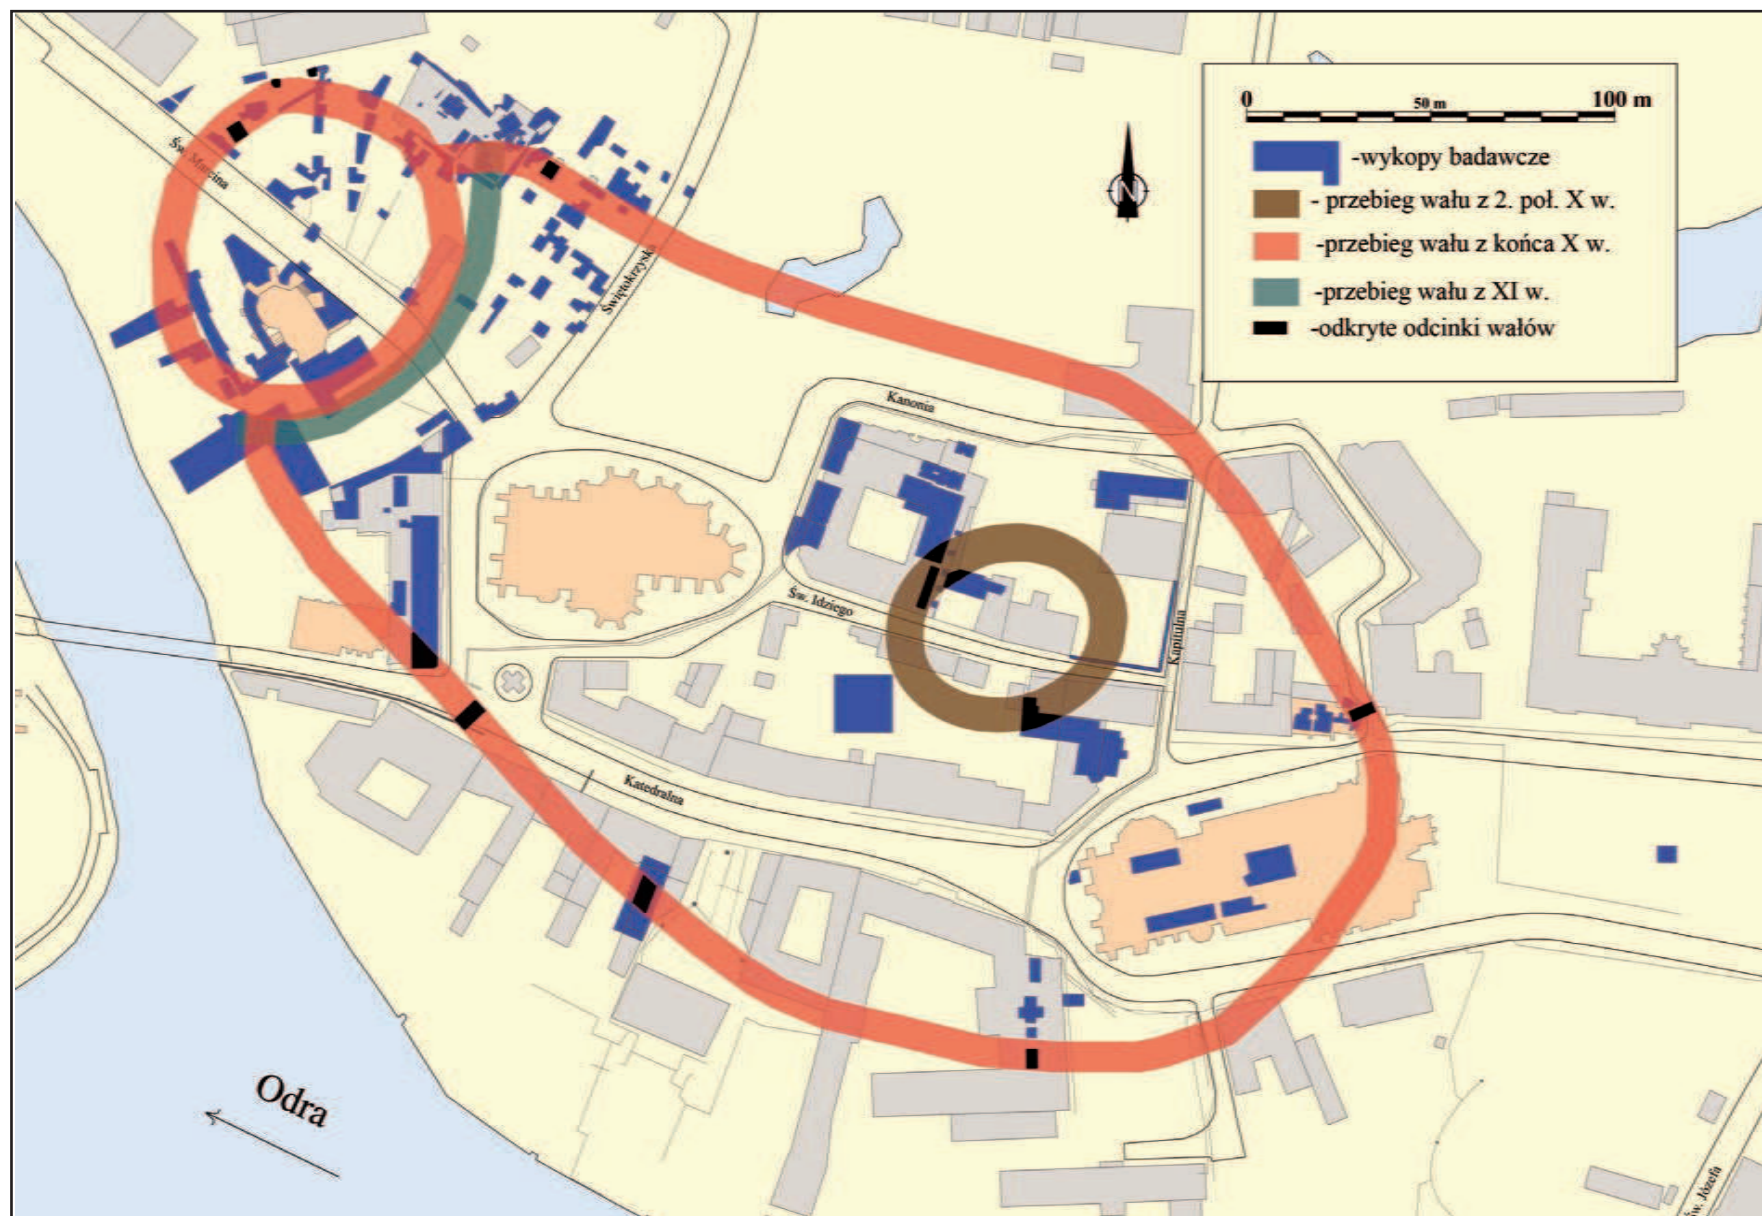 0 50 m 100 m
-wykopy badawcze
- przebieg wału z 2. poł. X w.
-przebieg wału z końca X w.
-przebieg wału z XI w.
-odkryte odcinki wałów
N
Św. Marcina
Świętokrzyska
Kanonia
Św. Idziego
Kapitulna
Katedralna
Odra
Św. Józefa